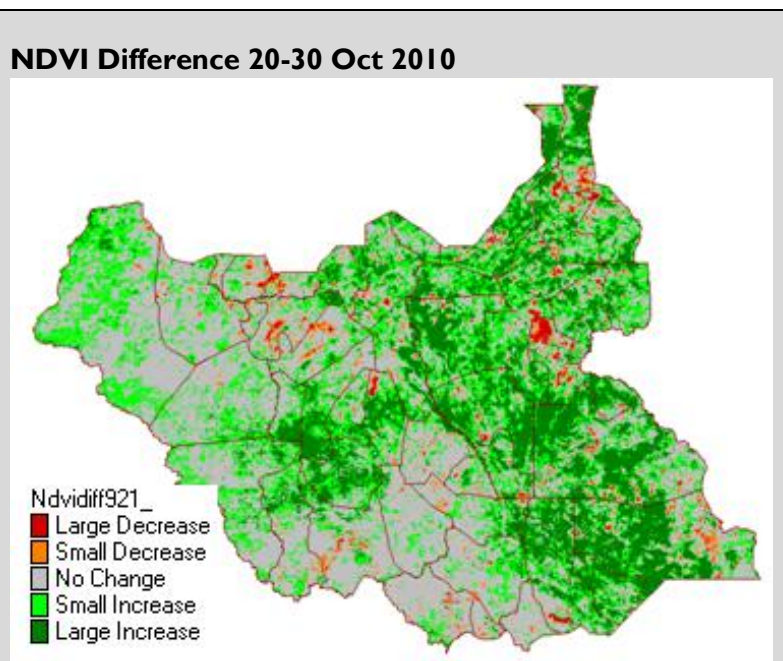 NDVI Difference 20-30 Oct 2010
Ndvidiff921_
Large Decrease
Small Decrease
No Change
Small Increase
Large Increase